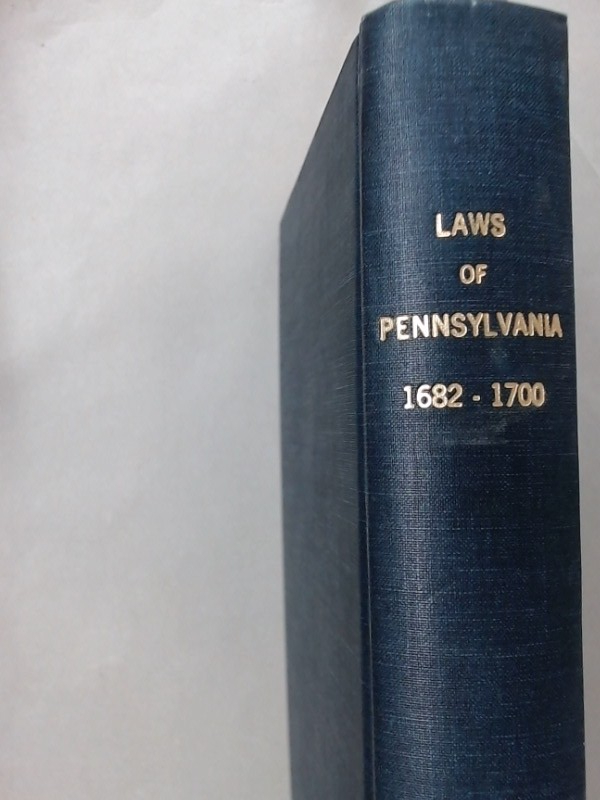 LAWS
OF
PENNSYLVANIA
1682 - 1700